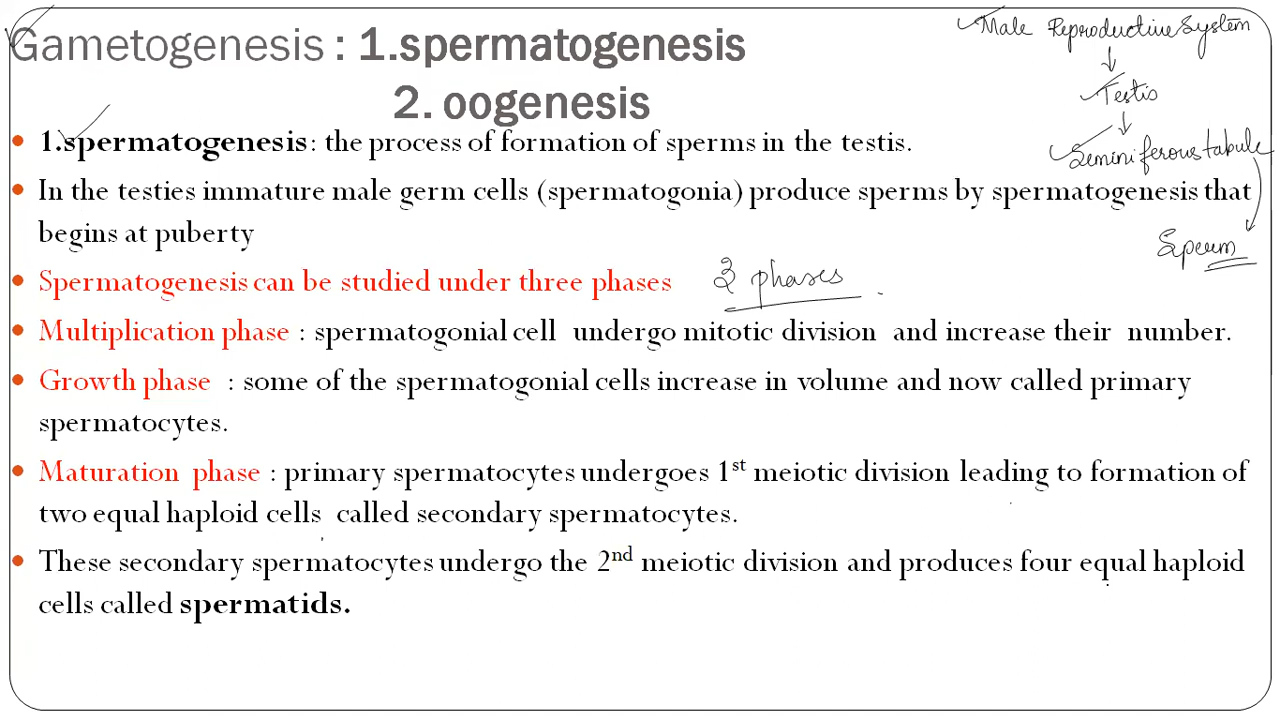 Gametogenesis : 1.spermatogenesis
2. oogenesis
Male Reproductive System
↓
Testis
↓
Seminiferous tabule
Sperm
• 1.spermatogenesis: the process of formation of sperms in the testis.
• In the testies immature male germ cells (spermatogonia) produce sperms by spermatogenesis that
begins at puberty
• Spermatogenesis can be studied under three phases
3 phases
• Multiplication phase : spermatogonial cell undergo mitotic division and increase their number.
• Growth phase : some of the spermatogonial cells increase in volume and now called primary
spermatocytes.
• Maturation phase : primary spermatocytes undergoes 1st meiotic division leading to formation of
two equal haploid cells called secondary spermatocytes.
• These secondary spermatocytes undergo the 2nd meiotic division and produces four equal haploid
cells called spermatids.